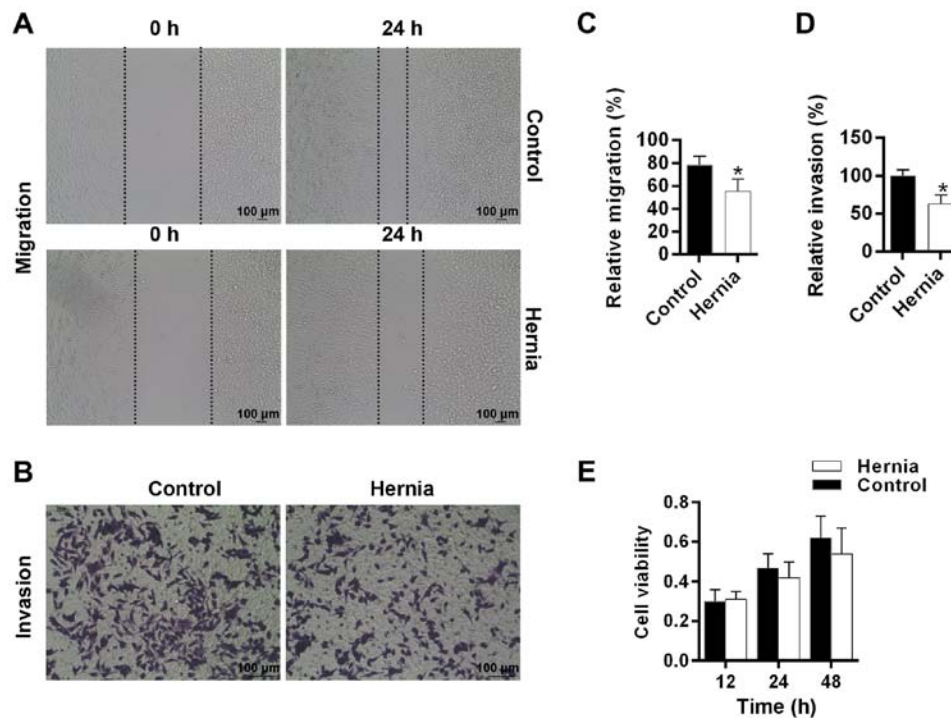 A
0 h
24 h
Migration
Control
100 µm
100 µm
0 h
24 h
Hernia
100 µm
100 µm
B
Control
Hernia
Invasion
100 µm
100 µm
C
Relative migration (%)
100
80
60
40
20
0
*
Control
Hernia
D
Relative invasion (%)
150
100
50
0
*
Control
Hernia
E
Hernia
Control
Cell viability
0.8
0.6
0.4
0.2
0.0
12 24 48
Time (h)